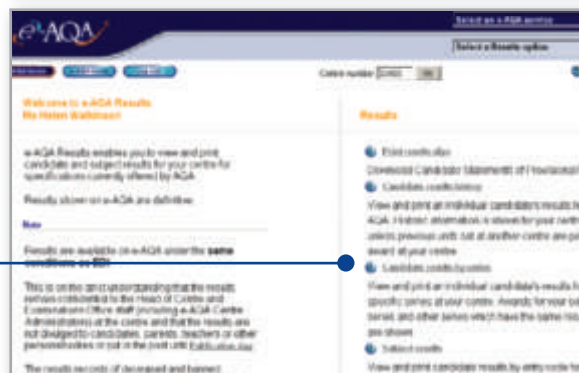 e-AQA
Select an e-AQA service
Select a Results option
Centre number
Welcome to e-AQA Results
Ms Helen Watkinson
e-AQA Results enables you to view and print
candidate and subject results for your centre for
specifications currently offered by AQA
Results shown on e-AQA are definitive
Note
Results are available on e-AQA under the same
conditions as EDI
This is on the strict understanding that the results
remain confidential to the Head of Centre and
Examinations Office staff (including e-AQA Centre
Administrators) at the centre and that the results are
not divulged to candidates, parents, teachers or other
personalities or put in the post until Publication day
The results records of deceased and banned
Results
Print results slips
Download Candidate Statements of Provisional
Candidate results history
View and print an individual candidate's results
AQA. Historic information is shown for your centre
unless previous units sat at another centre are
award at your centre
Candidate results by series
View and print an individual candidate's results
specific series at your centre. Awards for your
series and other series which have the same
are shown
Subject results
View and print candidate results by entry code